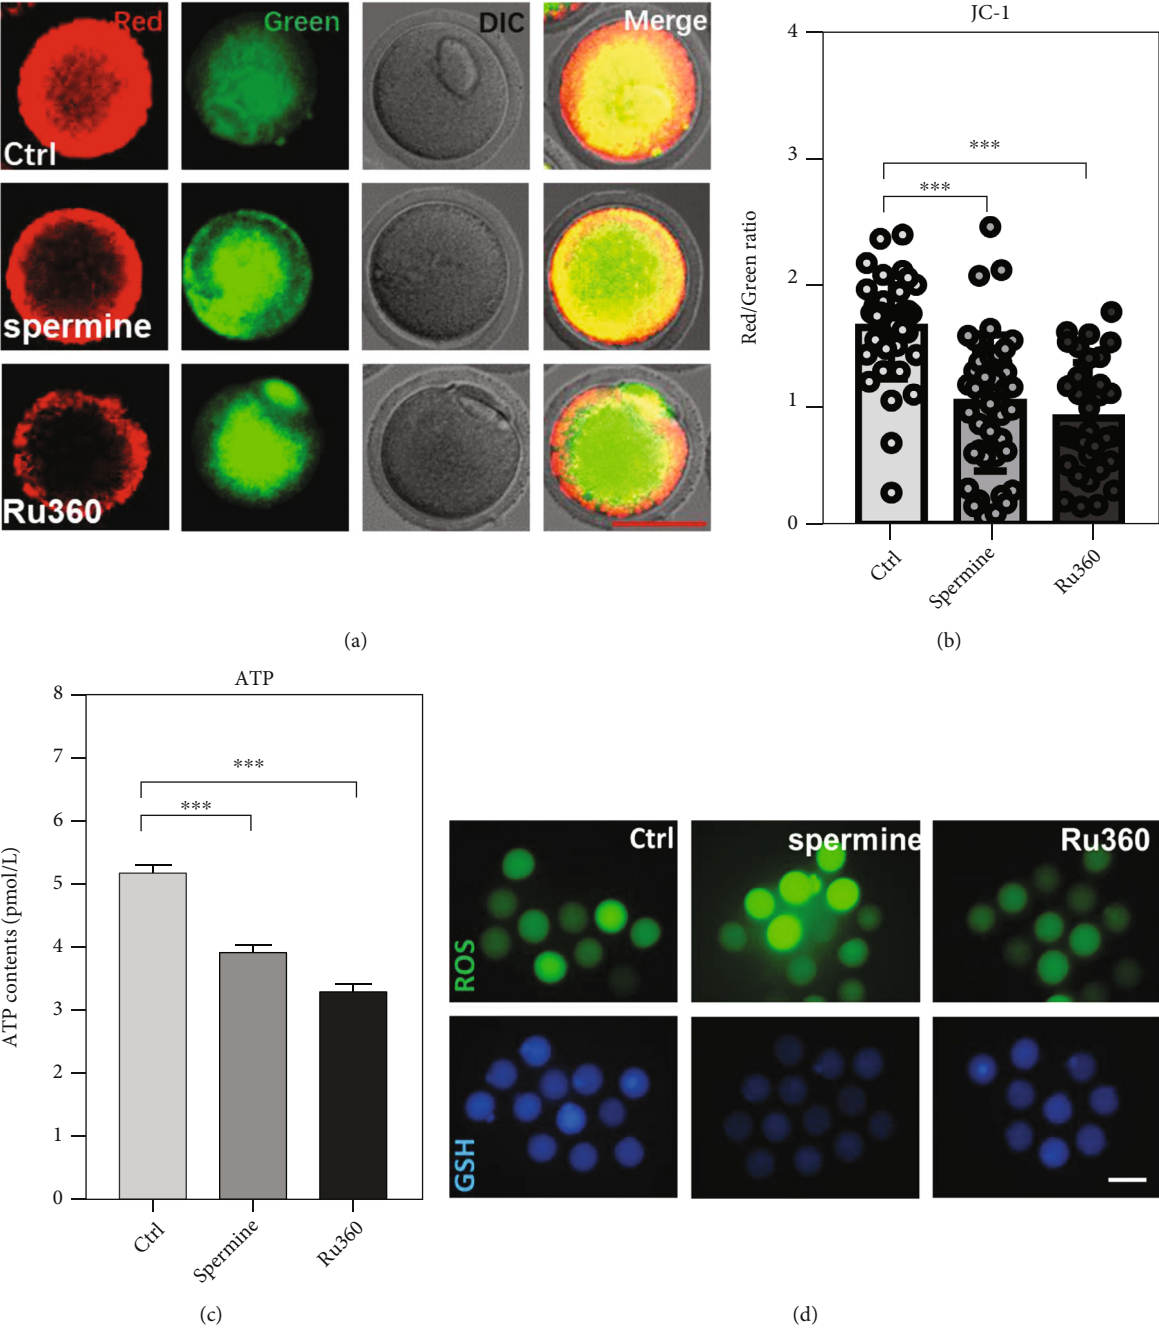 Red
Green
DIC
Merge
Ctrl
spermine
Ru360
(a)
JC-1
Red/Green ratio
4
3
2
1
0
***
***
Ctrl
Spermine
Ru360
(b)
ATP
ATP contents (pmol/L)
8
7
6
5
4
3
2
1
0
***
***
Ctrl
Spermine
Ru360
(c)
Ctrl
spermine
Ru360
ROS
GSH
(d)